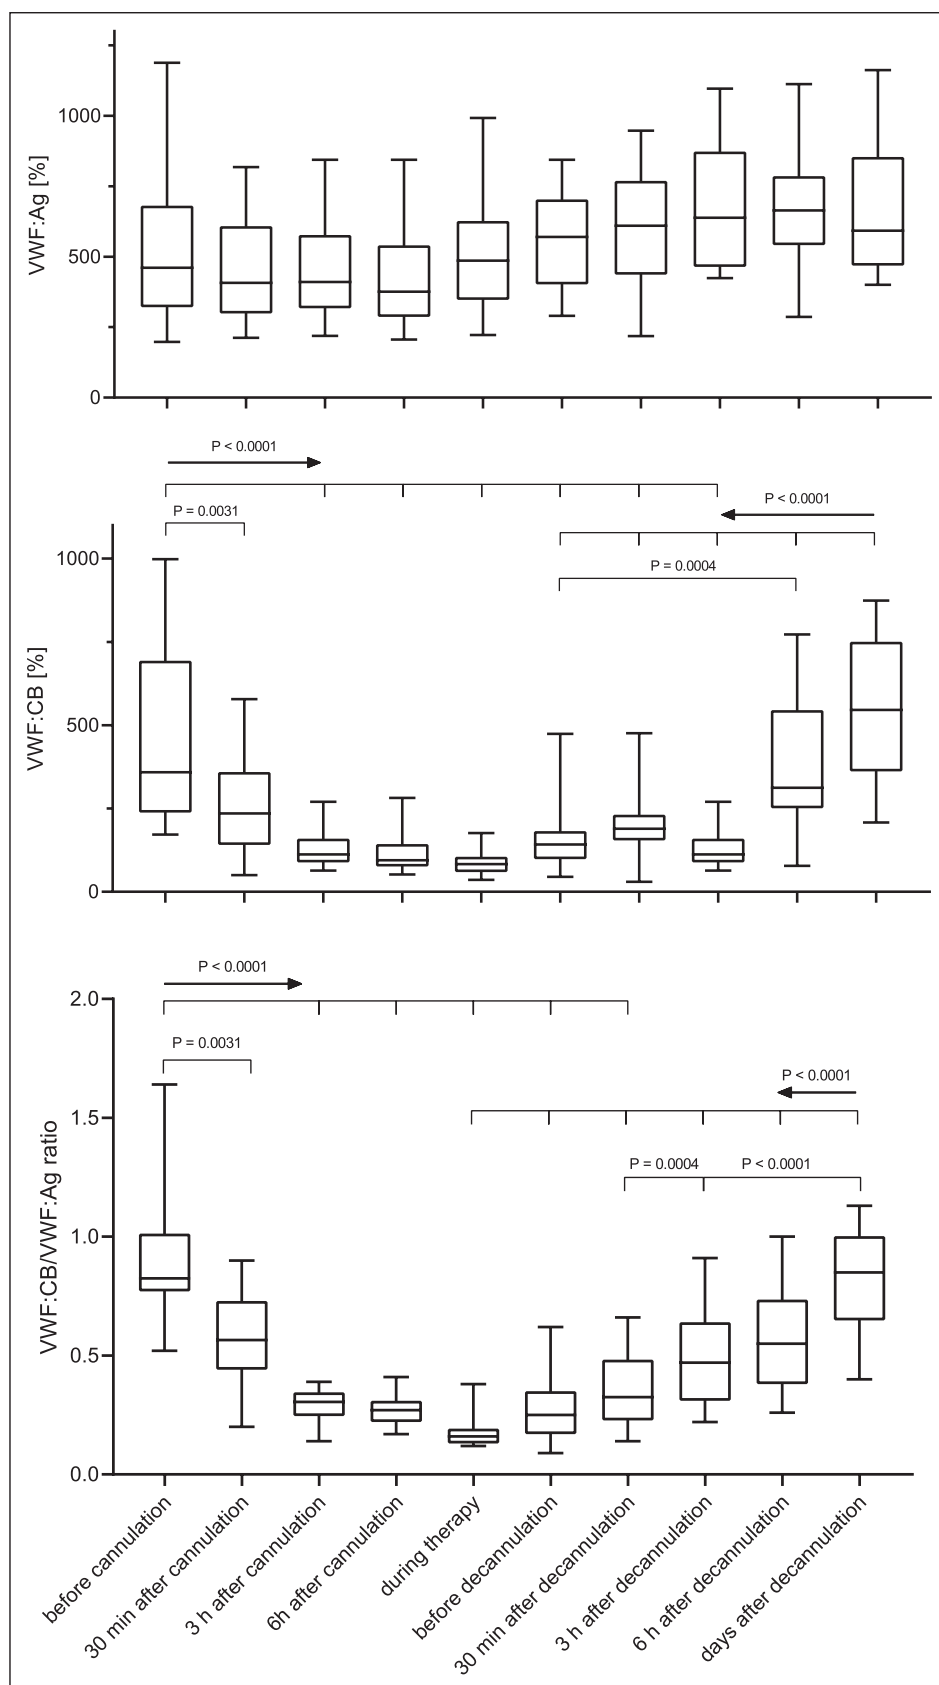 VWF:Ag [%]
1000
500
0
P < 0.0001
P = 0.0031
P < 0.0001
P = 0.0004
VWF:CB [%]
1000
500
0
P < 0.0001
P = 0.0031
P < 0.0001
P = 0.0004
P < 0.0001
VWF:CB/VWF:Ag ratio
2.0
1.5
1.0
0.5
0.0
before cannulation
30 min after cannulation
3 h after cannulation
6h after cannulation
during therapy
before decannulation
30 min after decannulation
3 h after decannulation
6 h after decannulation
days after decannulation